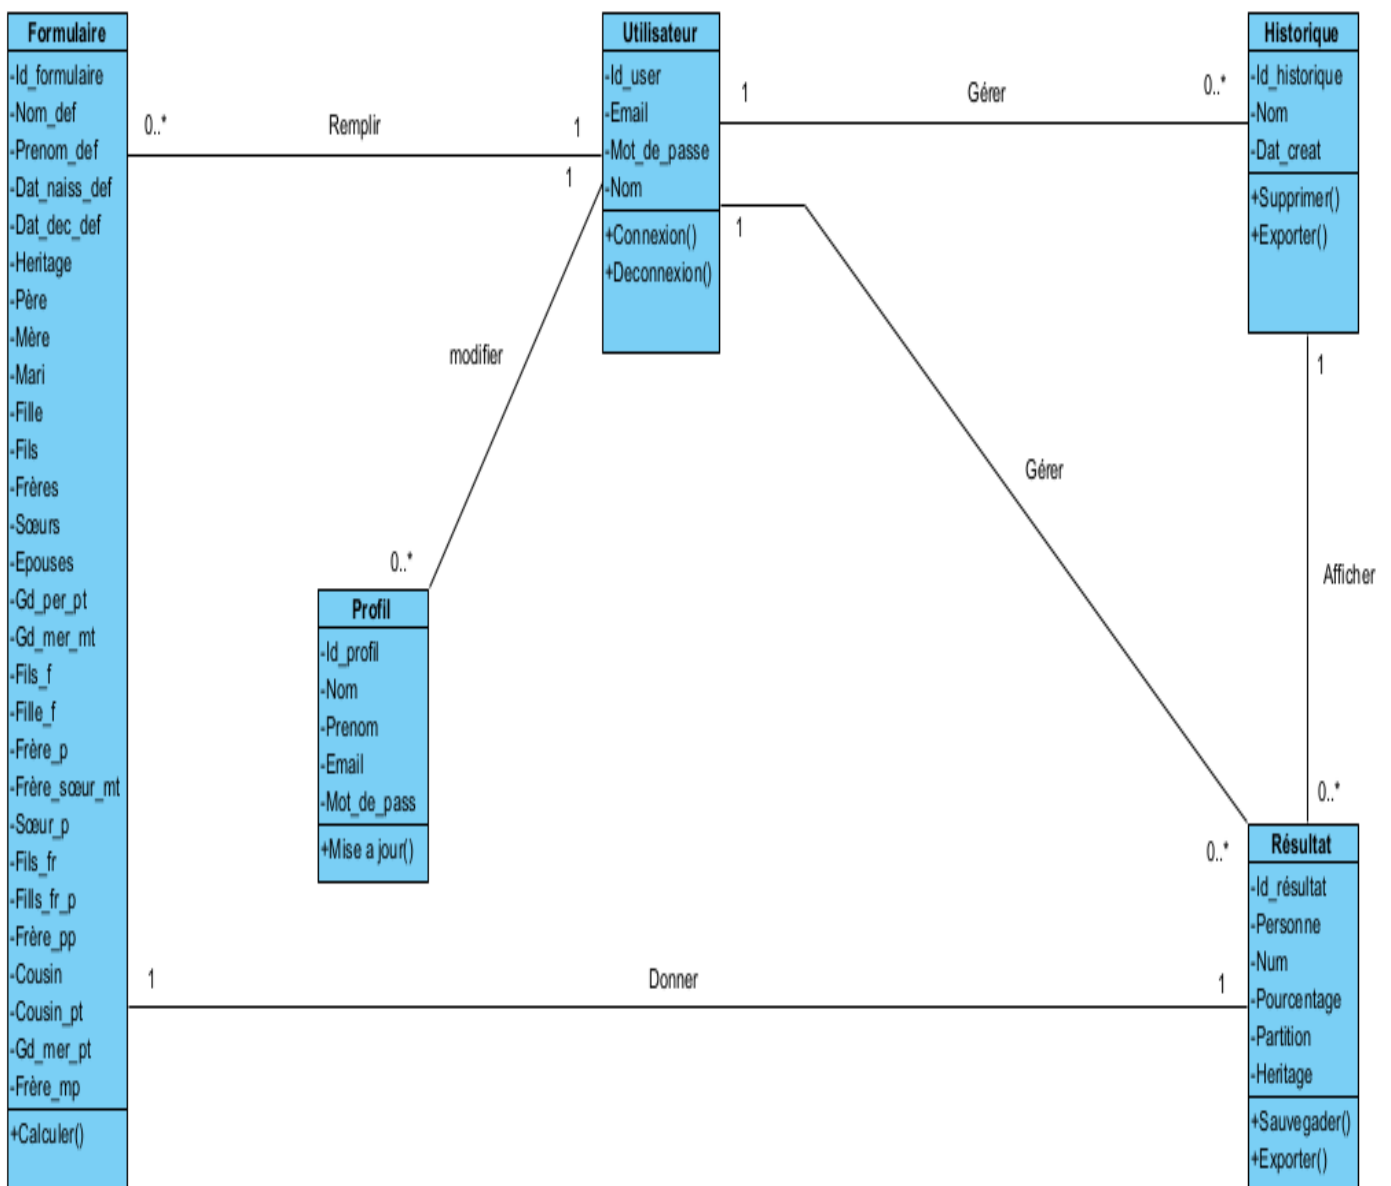 Formulaire
-Id_formulaire
-Nom_def
-Prenom_def
-Dat_naiss_def
-Dat_dec_def
-Heritage
-Père
-Mère
-Mari
-Fille
-Fils
-Frères
-Sœurs
-Epouses
-Gd_per_pt
-Gd_mer_mt
-Fils_f
-Fille_f
-Frère_p
-Frère_sœur_mt
-Sœur_p
-Fils_fr
-Fills_fr_p
-Frère_pp
-Cousin
-Cousin_pt
-Gd_mer_pt
-Frère_mp
+Calculer()
0..*
Remplir
1
Utilisateur
-Id_user
-Email
-Mot_de_passe
-Nom
+Connexion()
+Deconnexion()
1
Gérer
0..*
Historique
-Id_historique
-Nom
-Dat_creat
+Supprimer()
+Exporter()
1
modifier
0..*
Profil
-Id_profil
-Nom
-Prenom
-Email
-Mot_de_pass
+Mise a jour()
1
Gérer
0..*
1
Afficher
0..*
Résultat
-Id_résultat
-Personne
-Num
-Pourcentage
-Partition
-Heritage
+Sauvegader()
+Exporter()
1
Donner
1